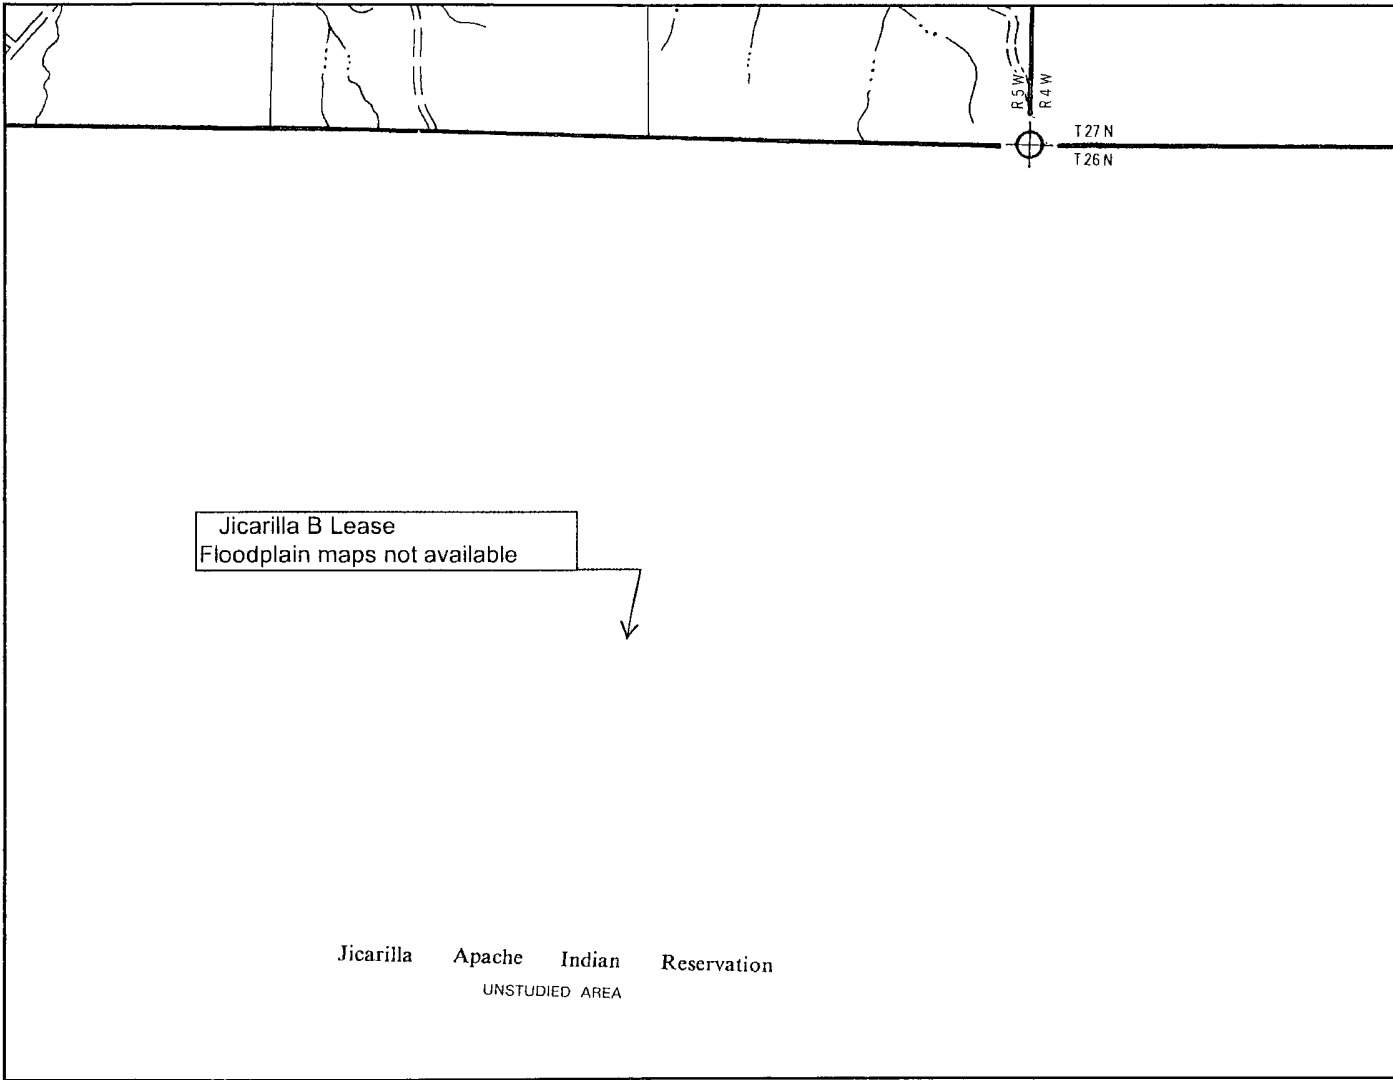 R 5 W
R 4 W
T 27 N
T 26 N
Jicarilla B Lease
Floodplain maps not available
Jicarilla Apache Indian Reservation
UNSTUDIED AREA